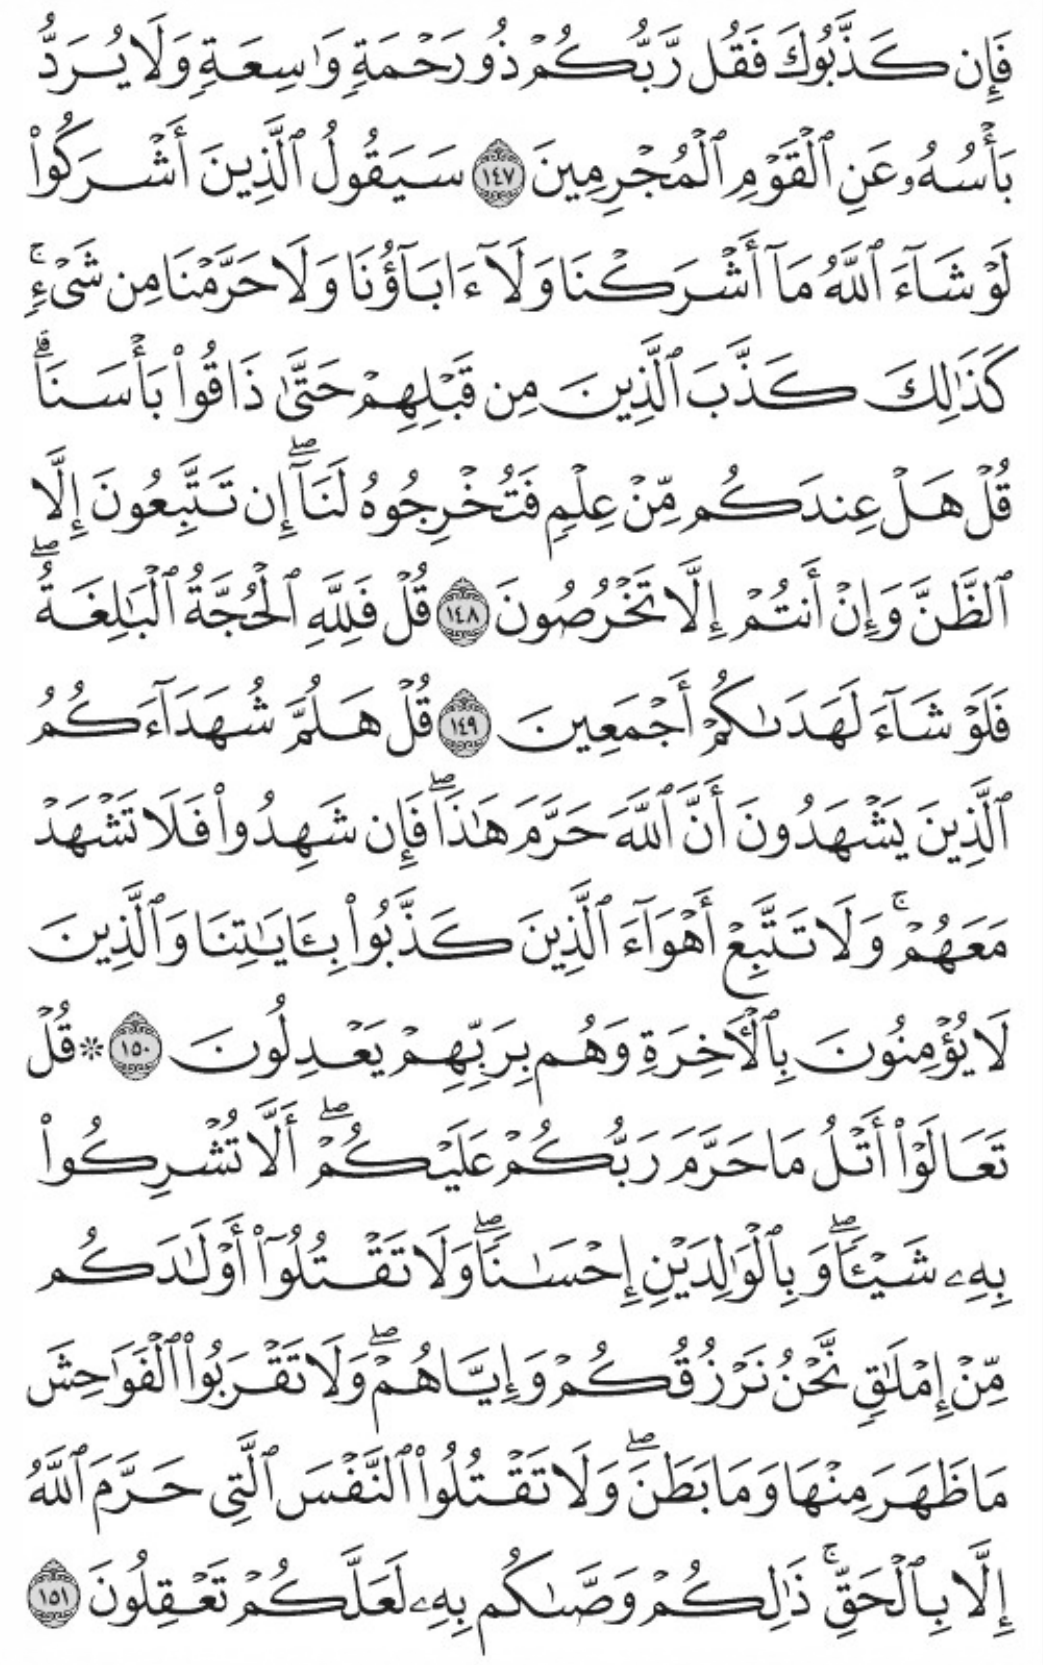 فَإِن كَذَّبُوكَ فَقُل رَّبُّكُمۡ ذُو رَحۡمَةٖ وَٰسِعَةٖ وَلَا يُرَدُّ
بَأۡسُهُۥ عَنِ ٱلۡقَوۡمِ ٱلۡمُجۡرِمِينَ ١٤٧ سَيَقُولُ ٱلَّذِينَ أَشۡرَكُواْ
لَوۡ شَآءَ ٱللَّهُ مَآ أَشۡرَكۡنَا وَلَآ ءَابَآؤُنَا وَلَا حَرَّمۡنَا مِن شَيۡءٖۚ
كَذَٰلِكَ كَذَّبَ ٱلَّذِينَ مِن قَبۡلِهِمۡ حَتَّىٰ ذَاقُواْ بَأۡسَنَاۗ
قُلۡ هَلۡ عِندَكُم مِّنۡ عِلۡمٖ فَتُخۡرِجُوهُ لَنَآۖ إِن تَتَّبِعُونَ إِلَّا
ٱلظَّنَّ وَإِنۡ أَنتُمۡ إِلَّا تَخۡرُصُونَ ١٤٨ قُلۡ فَلِلَّهِ ٱلۡحُجَّةُ ٱلۡبَٰلِغَةُۖ
فَلَوۡ شَآءَ لَهَدَىٰكُمۡ أَجۡمَعِينَ ١٤٩ قُلۡ هَلُمَّ شُهَدَآءَكُمُ
ٱلَّذِينَ يَشۡهَدُونَ أَنَّ ٱللَّهَ حَرَّمَ هَٰذَاۖ فَإِن شَهِدُواْ فَلَا تَشۡهَدۡ
مَعَهُمۡۚ وَلَا تَتَّبِعۡ أَهۡوَآءَ ٱلَّذِينَ كَذَّبُواْ بِـَٔايَٰتِنَا وَٱلَّذِينَ
لَا يُؤۡمِنُونَ بِٱلۡأٓخِرَةِ وَهُم بِرَبِّهِمۡ يَعۡدِلُونَ ١٥٠ ۞ قُلۡ
تَعَالَوۡاْ أَتۡلُ مَا حَرَّمَ رَبُّكُمۡ عَلَيۡكُمۡۖ أَلَّا تُشۡرِكُواْ
بِهِۦ شَيۡـٔٗاۖ وَبِٱلۡوَٰلِدَيۡنِ إِحۡسَٰنٗاۖ وَلَا تَقۡتُلُوٓاْ أَوۡلَٰدَكُم
مِّنۡ إِمۡلَٰقٖ نَّحۡنُ نَرۡزُقُكُمۡ وَإِيَّاهُمۡۖ وَلَا تَقۡرَبُواْ ٱلۡفَوَٰحِشَ
مَا ظَهَرَ مِنۡهَا وَمَا بَطَنَۖ وَلَا تَقۡتُلُواْ ٱلنَّفۡسَ ٱلَّتِي حَرَّمَ ٱللَّهُ
إِلَّا بِٱلۡحَقِّۚ ذَٰلِكُمۡ وَصَّىٰكُم بِهِۦ لَعَلَّكُمۡ تَعۡقِلُونَ ١٥١